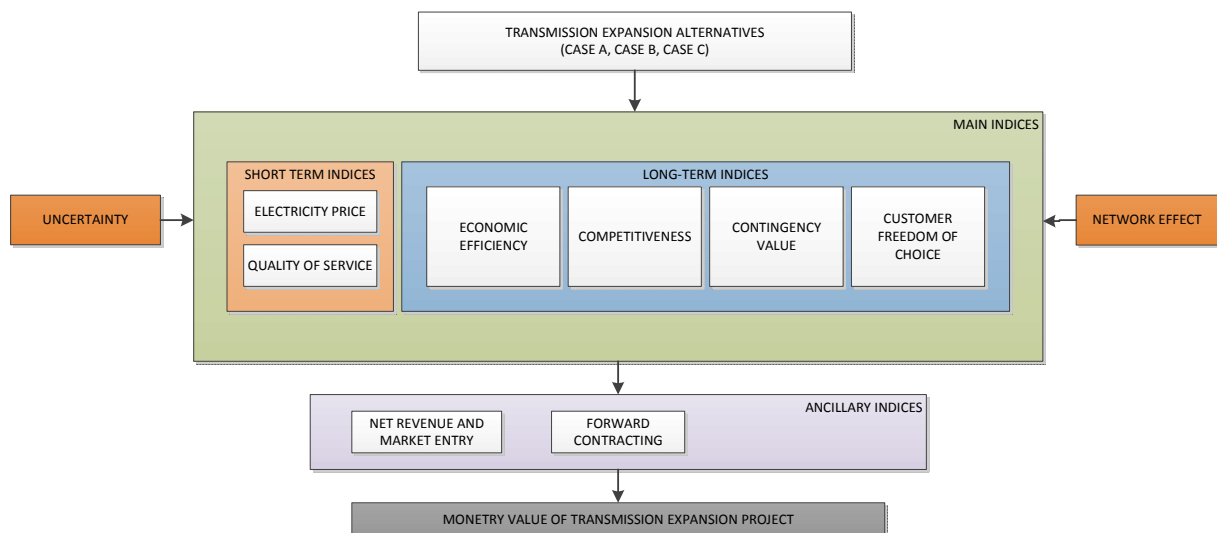 TRANSMISSION EXPANSION ALTERNATIVES
(CASE A, CASE B, CASE C)
MAIN INDICES
SHORT TERM INDICES
ELECTRICITY PRICE
QUALITY OF SERVICE
LONG-TERM INDICES
ECONOMIC
EFFICIENCY
COMPETITIVENESS
CONTINGENCY
VALUE
CUSTOMER
FREEDOM OF
CHOICE
UNCERTAINTY
NETWORK EFFECT
ANCILLARY INDICES
NET REVENUE AND
MARKET ENTRY
FORWARD
CONTRACTING
MONETRY VALUE OF TRANSMISSION EXPANSION PROJECT